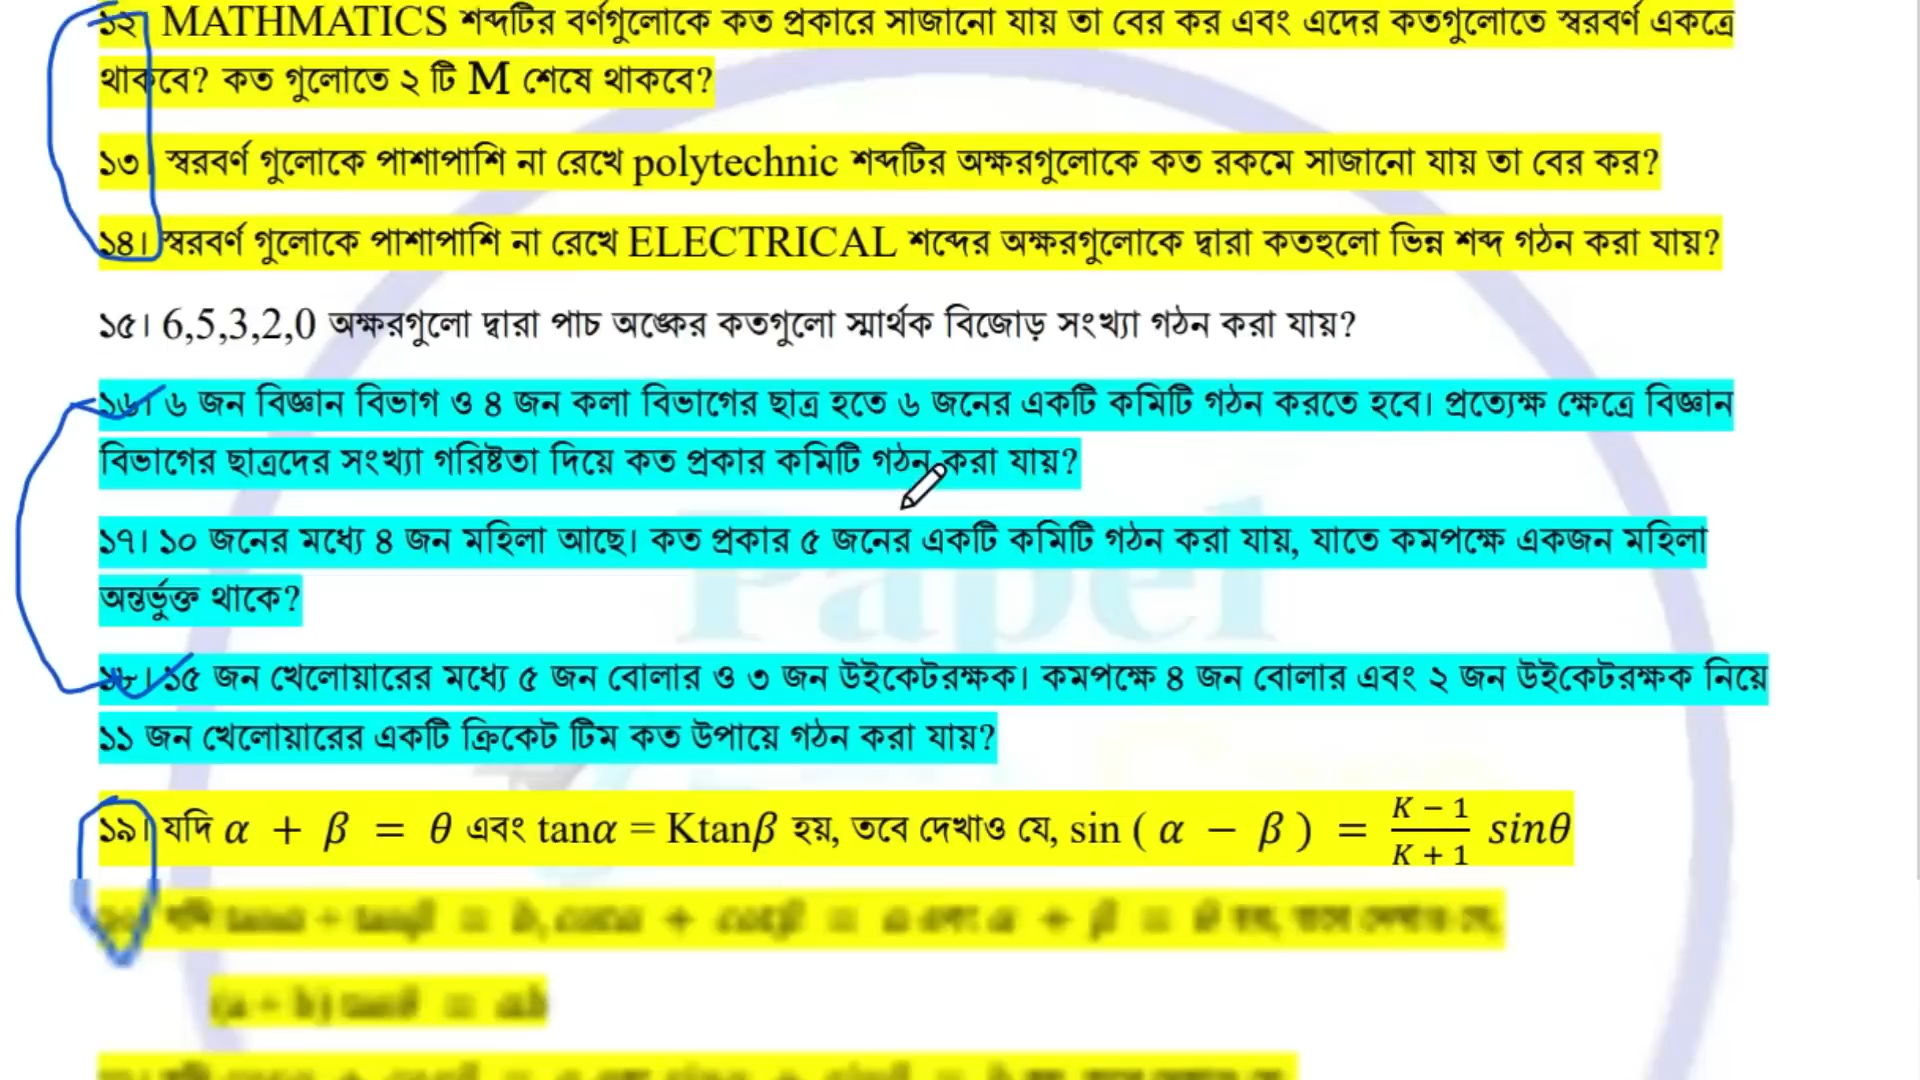 ১২। MATHMATICS শব্দটির বর্ণগুলোকে কত প্রকারে সাজানো যায় তা বের কর এবং এদের কতগুলোতে স্বরবর্ণ একত্রে
থাকবে? কত গুলোতে ২ টি M শেষে থাকবে?
১৩। স্বরবর্ণ গুলোকে পাশাপাশি না রেখে polytechnic শব্দটির অক্ষরগুলোকে কত রকমে সাজানো যায় তা বের কর?
১৪। স্বরবর্ণ গুলোকে পাশাপাশি না রেখে ELECTRICAL শব্দের অক্ষরগুলোকে দ্বারা কতহুলো ভিন্ন শব্দ গঠন করা যায়?
১৫। 6,5,3,2,0 অক্ষরগুলো দ্বারা পাচ অঙ্কের কতগুলো স্মার্থক বিজোড় সংখ্যা গঠন করা যায়?
১৬। ৬ জন বিজ্ঞান বিভাগ ও ৪ জন কলা বিভাগের ছাত্র হতে ৬ জনের একটি কমিটি গঠন করতে হবে। প্রত্যেক্ষ ক্ষেত্রে বিজ্ঞান
বিভাগের ছাত্রদের সংখ্যা গরিষ্টতা দিয়ে কত প্রকার কমিটি গঠন করা যায়?
১৭। ১০ জনের মধ্যে ৪ জন মহিলা আছে। কত প্রকার ৫ জনের একটি কমিটি গঠন করা যায়, যাতে কমপক্ষে একজন মহিলা
অন্তর্ভুক্ত থাকে?
১৮। ১৫ জন খেলোয়ারের মধ্যে ৫ জন বোলার ও ৩ জন উইকেটরক্ষক। কমপক্ষে ৪ জন বোলার এবং ২ জন উইকেটরক্ষক নিয়ে
১১ জন খেলোয়ারের একটি ক্রিকেট টিম কত উপায়ে গঠন করা যায়?
১৯। যদি α + β = θ এবং tanα = Ktanβ হয়, তবে দেখাও যে, sin ( α − β ) = (K − 1)/(K + 1) sinθ
Papel